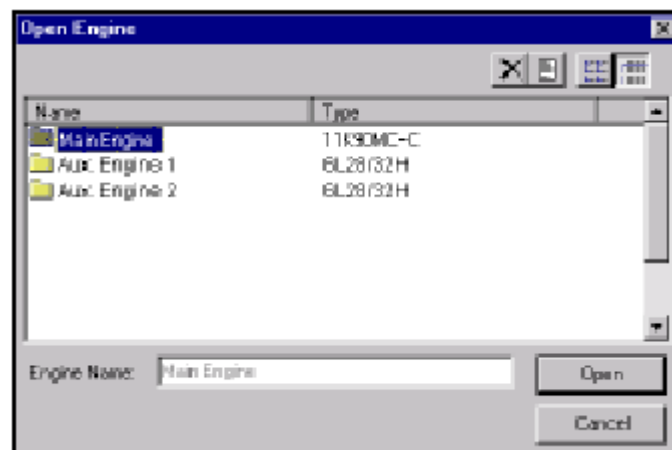 Open Engine
Name Type
Main Engine 11K90MC-C
Aux. Engine 1 6L28/32H
Aux. Engine 2 6L28/32H
Engine Name: Main Engine
Open
Cancel